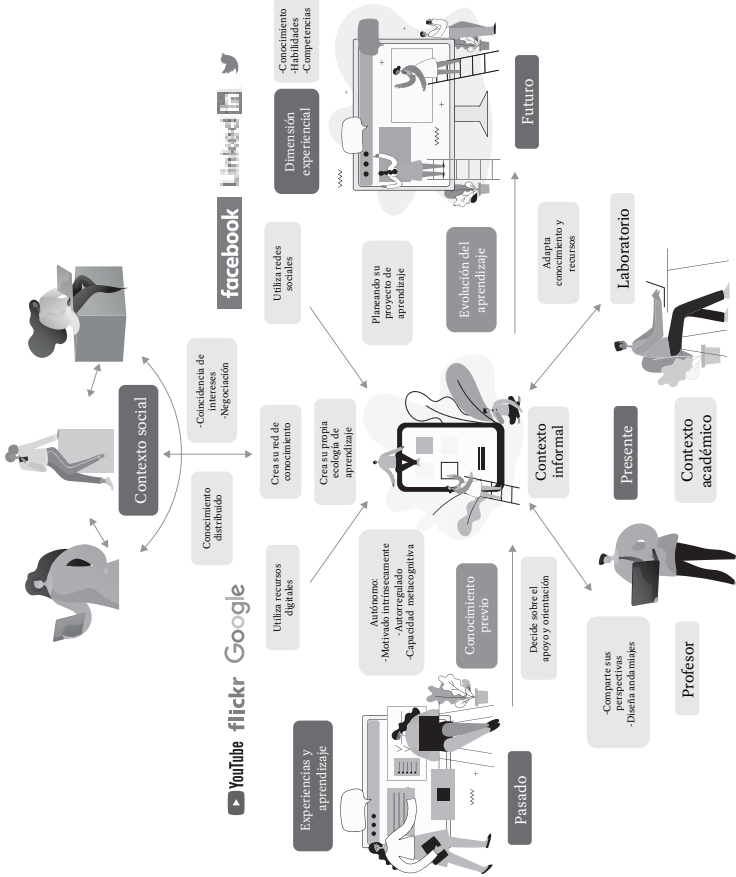 Contexto social
Conocimiento
distribuido
-Coincidencia de
intereses
-Negociación
YouTube
flickr
Google
facebook
Linked in
Utiliza recursos
digitales
Crea su red de
conocimiento
Utiliza redes
sociales
-Conocimiento
-Habilidades
-Competencias
Experiencias y
aprendizaje
Crea su propia
ecología de
aprendizaje
Dimensión
experiencial
Autónomo:
-Motivado intrínsecamente
-Autorregulado
-Capacidad metacognitiva
Planeando su
proyecto de
aprendizaje
Conocimiento
previo
Evolución del
aprendizaje
Pasado
Decide sobre el
apoyo y orientación
Contexto
informal
Adapta
conocimiento y
recursos
Futuro
-Comparte sus
perspectivas
-Diseña andamiajes
Presente
Laboratorio
Profesor
Contexto
académico